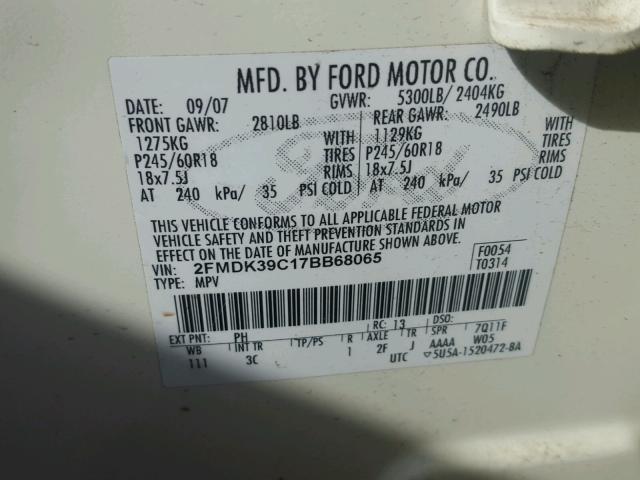 MFD. BY FORD MOTOR CO.
DATE: 09/07 GVWR: 5300LB/ 2404KG
FRONT GAWR: 2810LB REAR GAWR: 2490LB
1275KG 1129KG
P245/60R18 TIRES P245/60R18 TIRES
18x7.5J RIMS 18x7.5J RIMS
AT 240 kPa/ 35 PSI COLD AT 240 kPa/ 35 PSI COLD
THIS VEHICLE CONFORMS TO ALL APPLICABLE FEDERAL MOTOR
VEHICLE SAFETY AND THEFT PREVENTION STANDARDS IN
EFFECT ON THE DATE OF MANUFACTURE SHOWN ABOVE.
VIN: 2FMDK39C17BB68065 F0054
TYPE: MPV T0314
EXT PNT: PH RC: 13 DSO:
WB INT TR TP/PS R AXLE TR SPR 7Q11F
111 3C 1 2F J AAAA W05
UTC ▽5U5A-1520472-BA
Ford